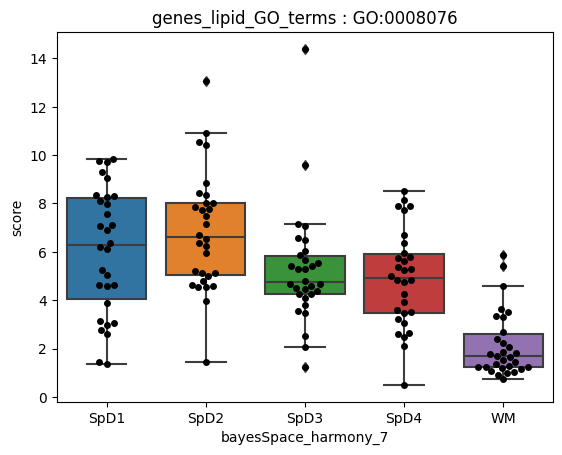 genes_lipid_GO_terms : GO:0008076
14
12
10
8
6
4
2
0
score
SpD1 SpD2 SpD3 SpD4 WM
bayesSpace_harmony_7